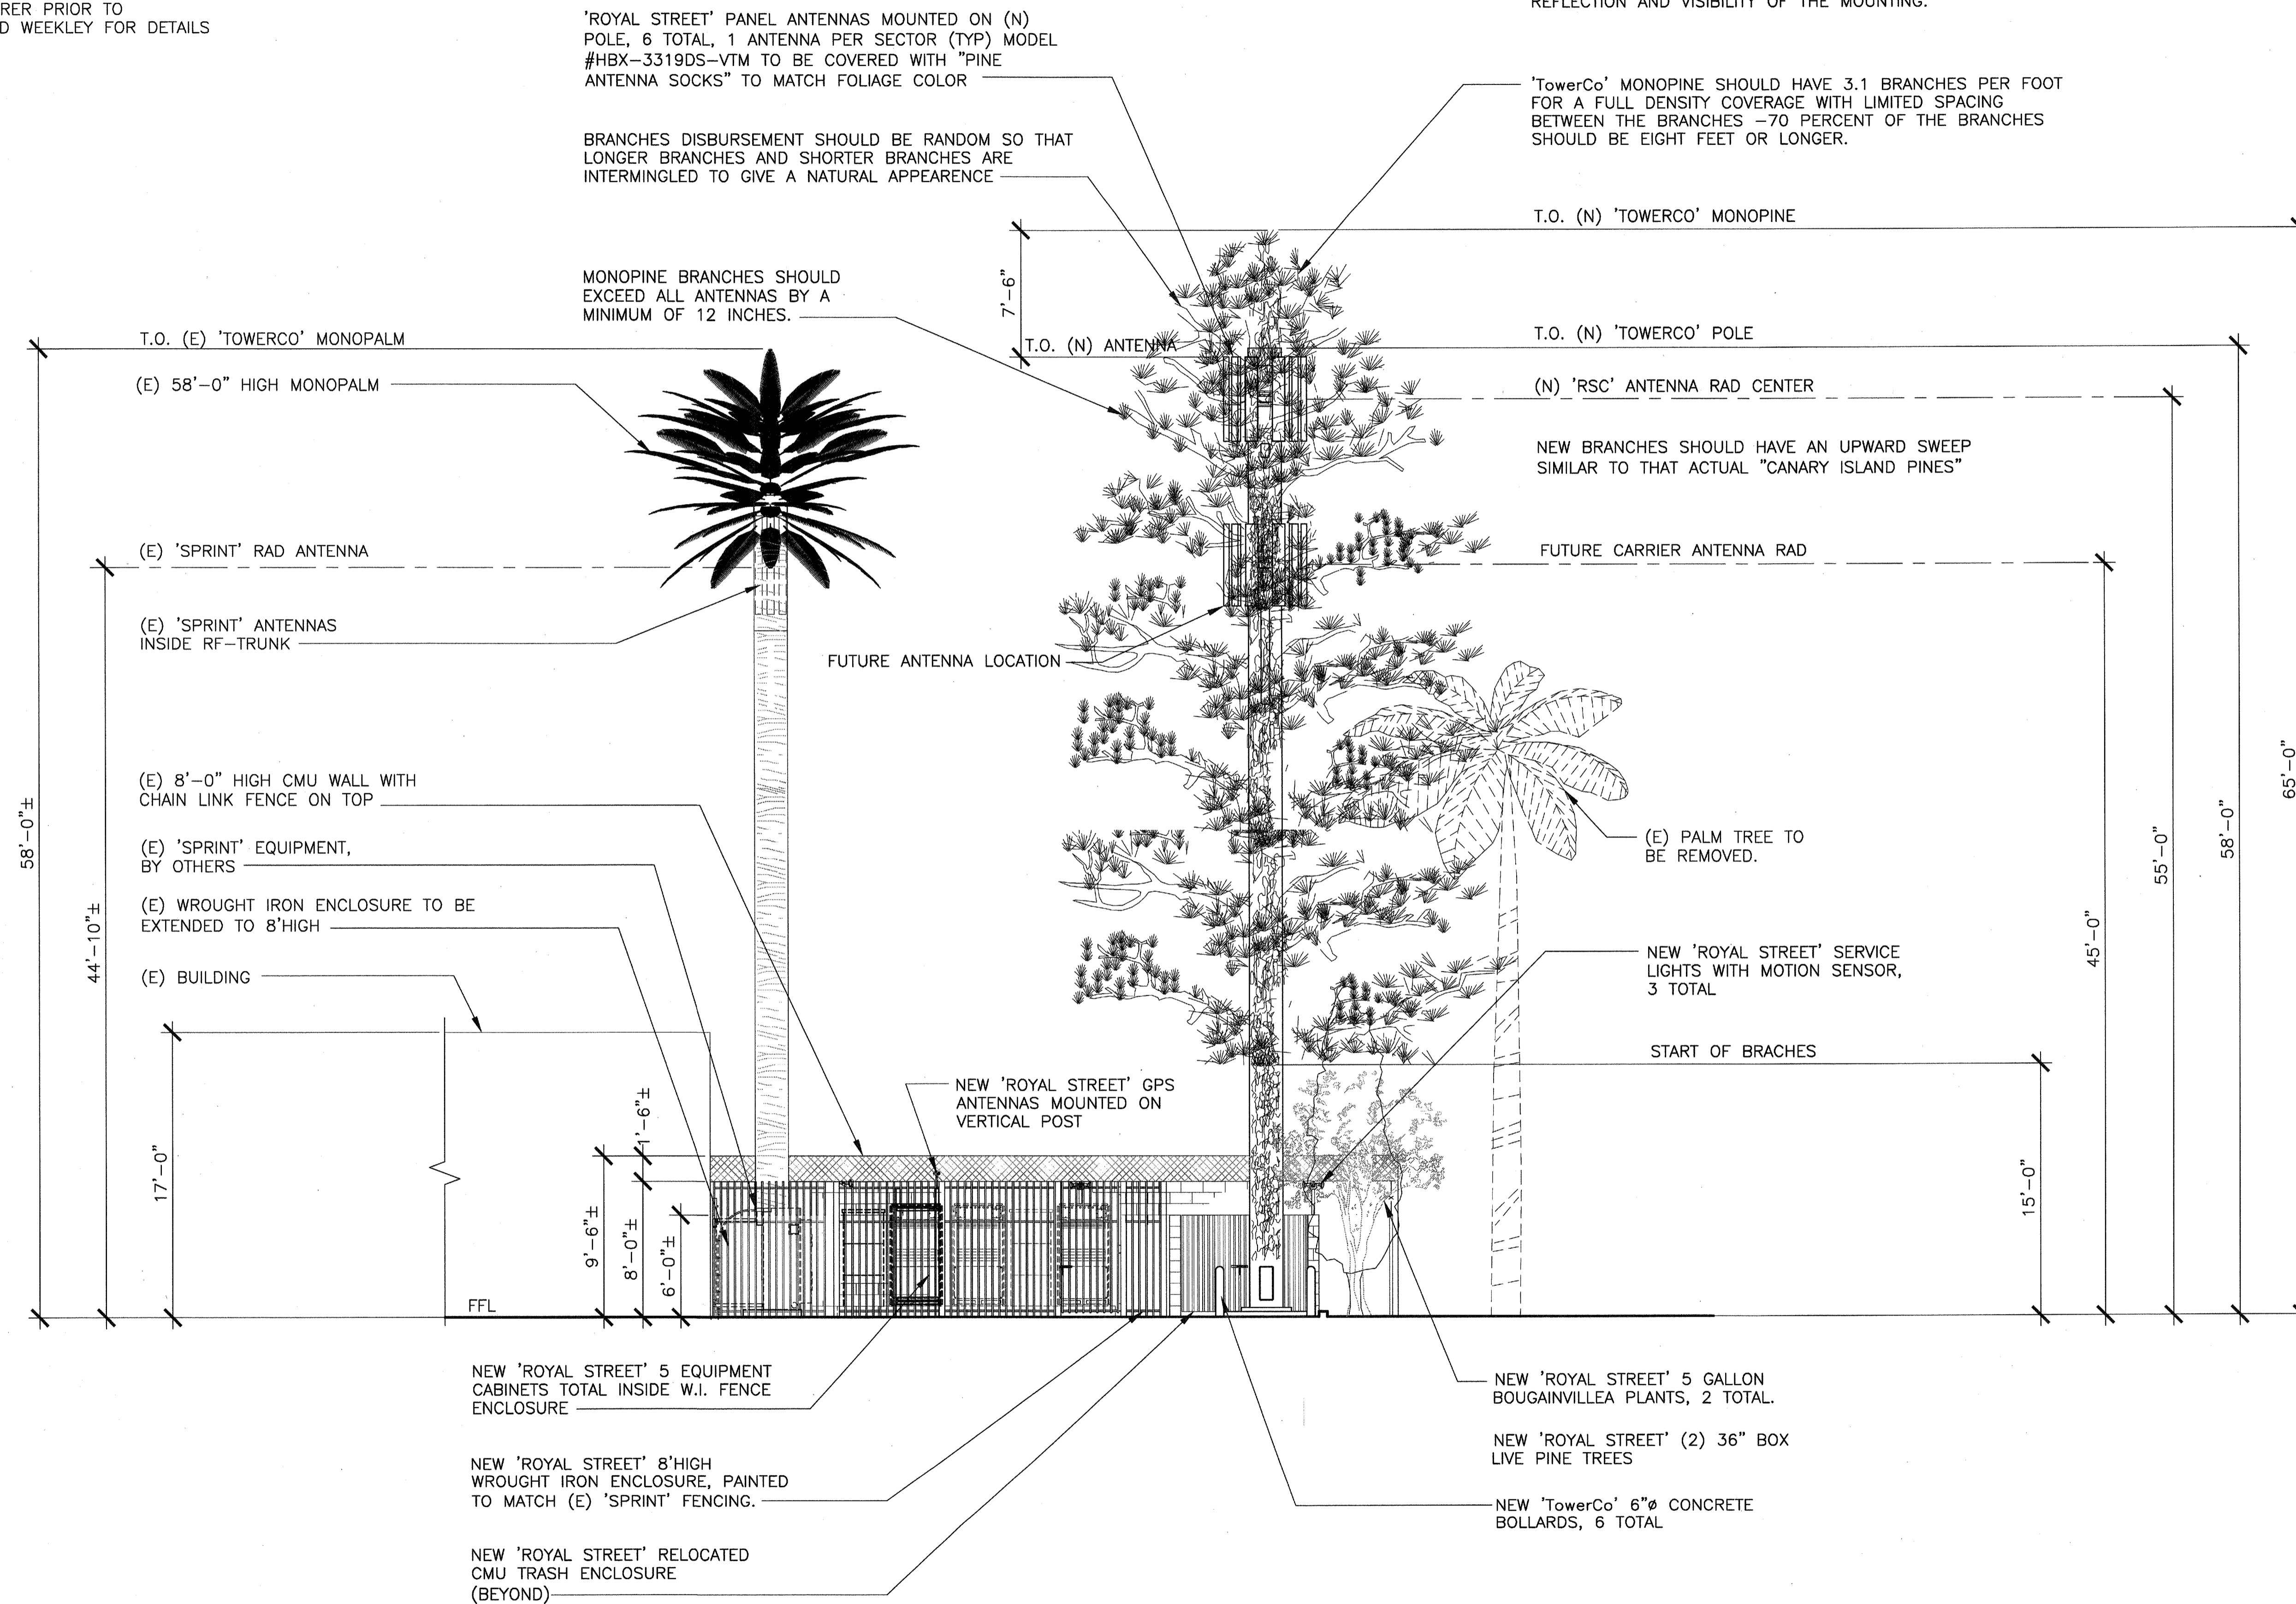 RER PRIOR TO
D WEEKLEY FOR DETAILS
'ROYAL STREET' PANEL ANTENNAS MOUNTED ON (N)
POLE, 6 TOTAL, 1 ANTENNA PER SECTOR (TYP) MODEL
#HBX-3319DS-VTM TO BE COVERED WITH "PINE
ANTENNA SOCKS" TO MATCH FOLIAGE COLOR
BRANCHES DISBURSEMENT SHOULD BE RANDOM SO THAT
LONGER BRANCHES AND SHORTER BRANCHES ARE
INTERMINGLED TO GIVE A NATURAL APPEARENCE
MONOPINE BRANCHES SHOULD
EXCEED ALL ANTENNAS BY A
MINIMUM OF 12 INCHES.
REFLECTION AND VISIBILITY OF THE MOUNTING.
'TowerCo' MONOPINE SHOULD HAVE 3.1 BRANCHES PER FOOT
FOR A FULL DENSITY COVERAGE WITH LIMITED SPACING
BETWEEN THE BRANCHES -70 PERCENT OF THE BRANCHES
SHOULD BE EIGHT FEET OR LONGER.
T.O. (N) 'TOWERCO' MONOPINE
7'-6"
T.O. (N) ANTENNA
T.O. (N) 'TOWERCO' POLE
(N) 'RSC' ANTENNA RAD CENTER
NEW BRANCHES SHOULD HAVE AN UPWARD SWEEP
SIMILAR TO THAT ACTUAL "CANARY ISLAND PINES"
FUTURE CARRIER ANTENNA RAD
T.O. (E) 'TOWERCO' MONOPALM
(E) 58'-0" HIGH MONOPALM
(E) 'SPRINT' RAD ANTENNA
(E) 'SPRINT' ANTENNAS
INSIDE RF-TRUNK
FUTURE ANTENNA LOCATION
(E) 8'-0" HIGH CMU WALL WITH
CHAIN LINK FENCE ON TOP
(E) 'SPRINT' EQUIPMENT,
BY OTHERS
(E) WROUGHT IRON ENCLOSURE TO BE
EXTENDED TO 8'HIGH
(E) BUILDING
58'-0"±
44'-10"±
17'-0"
9'-6"±
8'-0"±
1'-6"±
6'-0"±
FFL
NEW 'ROYAL STREET' GPS
ANTENNAS MOUNTED ON
VERTICAL POST
(E) PALM TREE TO
BE REMOVED.
NEW 'ROYAL STREET' SERVICE
LIGHTS WITH MOTION SENSOR,
3 TOTAL
START OF BRACHES
15'-0"
45'-0"
55'-0"
58'-0"
65'-0"
NEW 'ROYAL STREET' 5 EQUIPMENT
CABINETS TOTAL INSIDE W.I. FENCE
ENCLOSURE
NEW 'ROYAL STREET' 8'HIGH
WROUGHT IRON ENCLOSURE, PAINTED
TO MATCH (E) 'SPRINT' FENCING.
NEW 'ROYAL STREET' RELOCATED
CMU TRASH ENCLOSURE
(BEYOND)
NEW 'ROYAL STREET' 5 GALLON
BOUGAINVILLEA PLANTS, 2 TOTAL.
NEW 'ROYAL STREET' (2) 36" BOX
LIVE PINE TREES
NEW 'TowerCo' 6"ø CONCRETE
BOLLARDS, 6 TOTAL